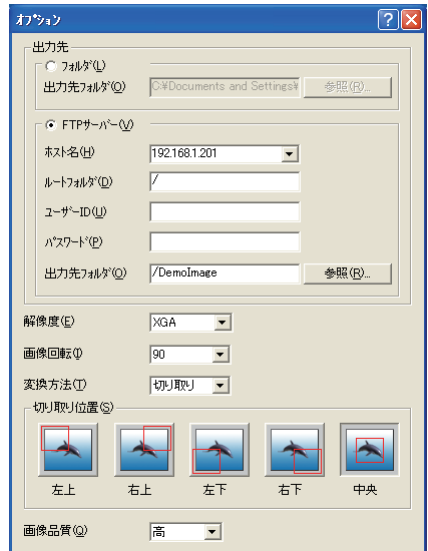 ｵﾌﾟｼｮﾝ
出力先
ﾌｫﾙﾀﾞ(L)
出力先ﾌｫﾙﾀﾞ(O) C:¥Documents and Settings¥ 参照(R)...
FTPｻｰﾊﾞｰ(V)
ﾎｽﾄ名(H) 192.168.1.201
ﾙｰﾄﾌｫﾙﾀﾞ(D) /
ﾕｰｻﾞｰID(U)
ﾊﾟｽﾜｰﾄﾞ(P)
出力先ﾌｫﾙﾀﾞ(O) /DemoImage 参照(R)...
解像度(E) XGA
画像回転(I) 90
変換方法(T) 切り取り
切り取り位置(S)
左上 右上 左下 右下 中央
画像品質(Q) 高